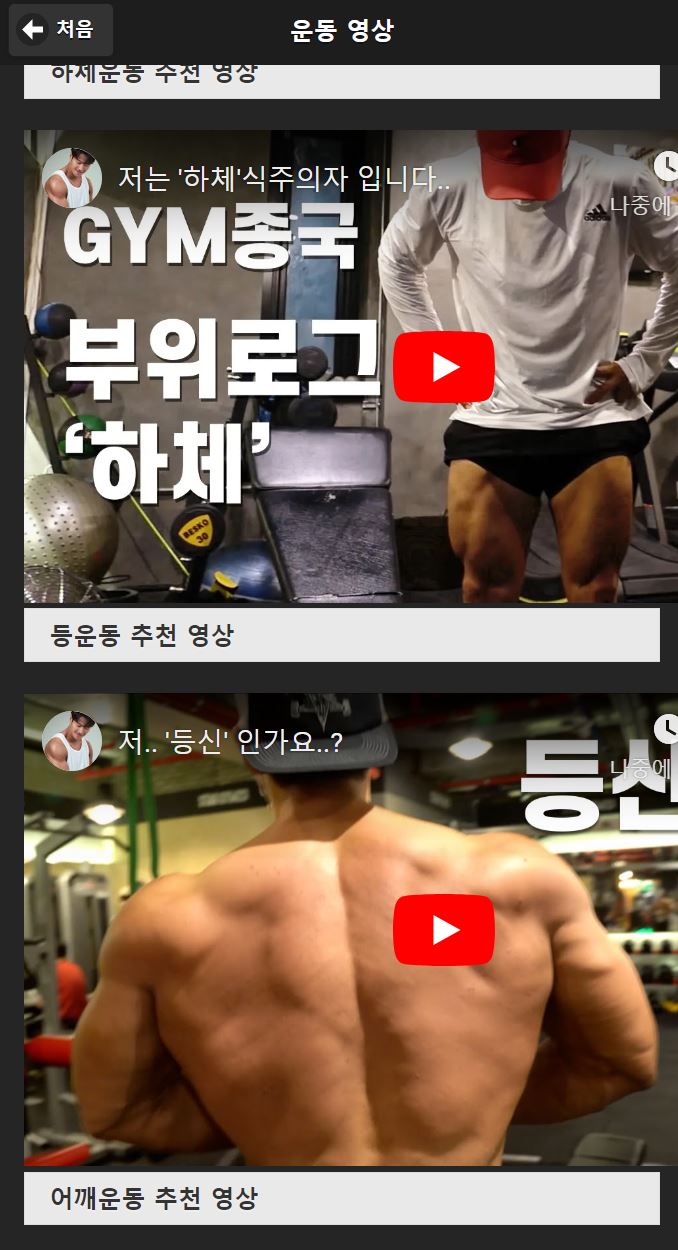 처음
운동 영상
하체운동 추천 영상
저는 '하체'식주의자 입니다..
나중에
GYM종국
adidas
부위로그
'하체'
BESKO
30
등운동 추천 영상
저.. '등신' 인가요..?
나중에
등신
어깨운동 추천 영상